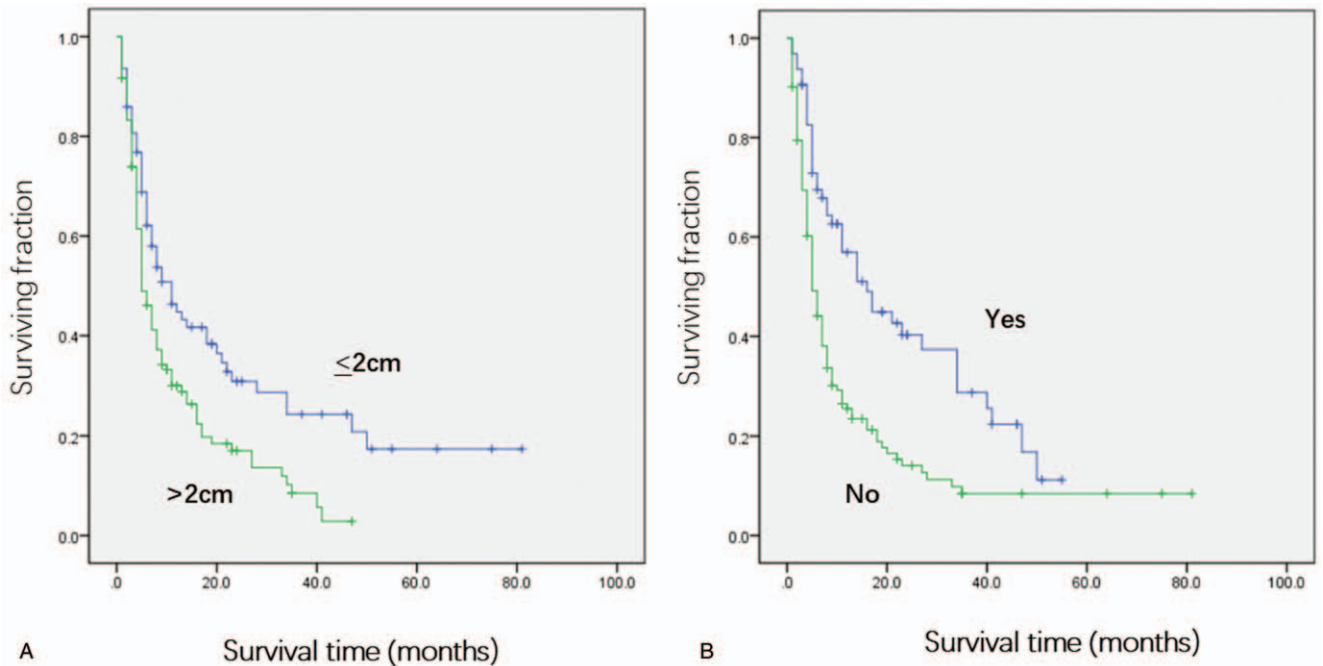 Surviving fraction
1.0
0.8
0.6
0.4
0.2
0.0
≤2cm
>2cm
.0 20.0 40.0 60.0 80.0 100.0
A Survival time (months)
Surviving fraction
1.0
0.8
0.6
0.4
0.2
0.0
Yes
No
.0 20.0 40.0 60.0 80.0 100.0
B Survival time (months)